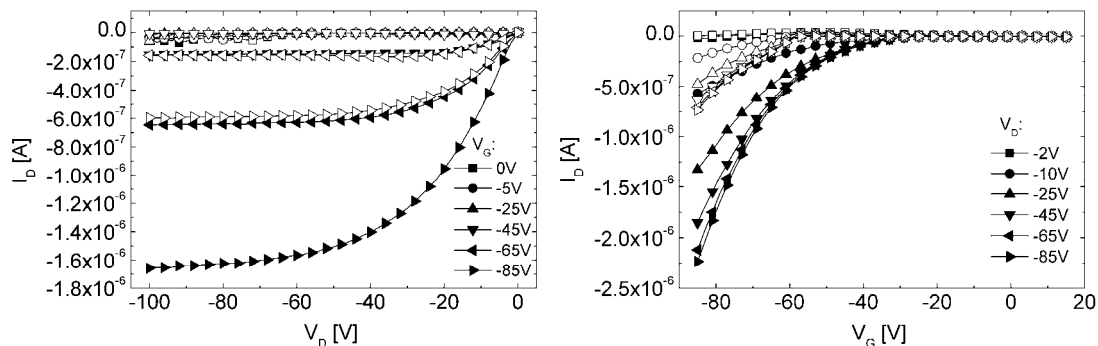 0.0
-2.0x10⁻⁷
-4.0x10⁻⁷
-6.0x10⁻⁷
-8.0x10⁻⁷
-1.0x10⁻⁶
-1.2x10⁻⁶
-1.4x10⁻⁶
-1.6x10⁻⁶
-1.8x10⁻⁶
I_D [A]
-100 -80 -60 -40 -20 0
V_D [V]
V_G:
0V
-5V
-25V
-45V
-65V
-85V
0.0
-5.0x10⁻⁷
-1.0x10⁻⁶
-1.5x10⁻⁶
-2.0x10⁻⁶
-2.5x10⁻⁶
I_D [A]
-80 -60 -40 -20 0 20
V_G [V]
V_D:
-2V
-10V
-25V
-45V
-65V
-85V